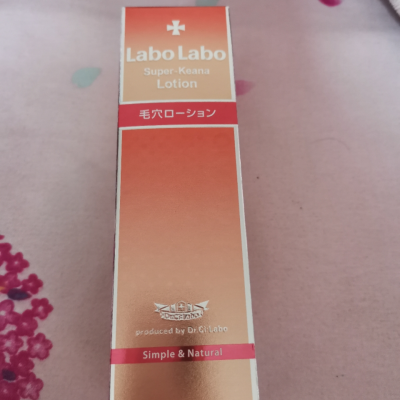 Labo Labo
Super-Keana
Lotion
毛穴ローション
produced by Dr.Ci:Labo
Simple & Natural